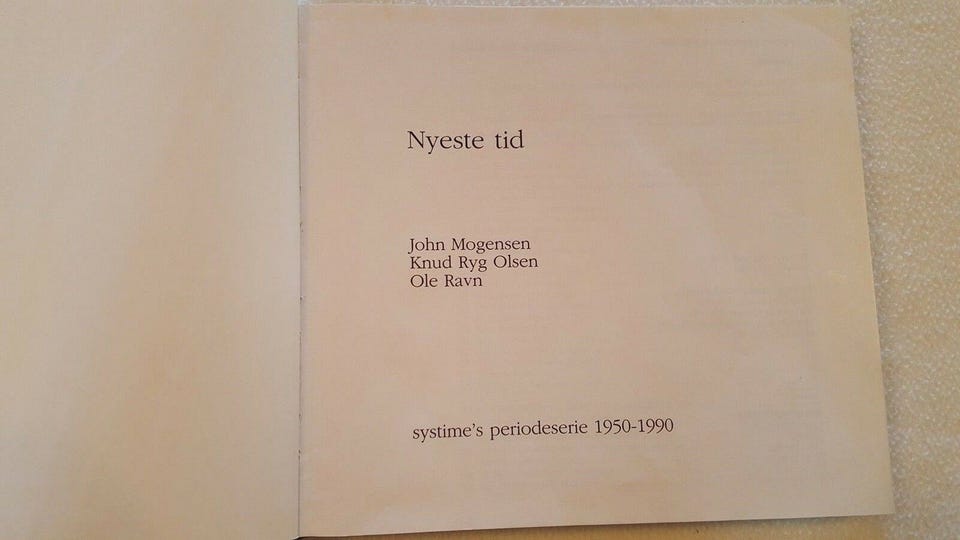 Nyeste tid
John Mogensen
Knud Ryg Olsen
Ole Ravn
systime's periodeserie 1950-1990